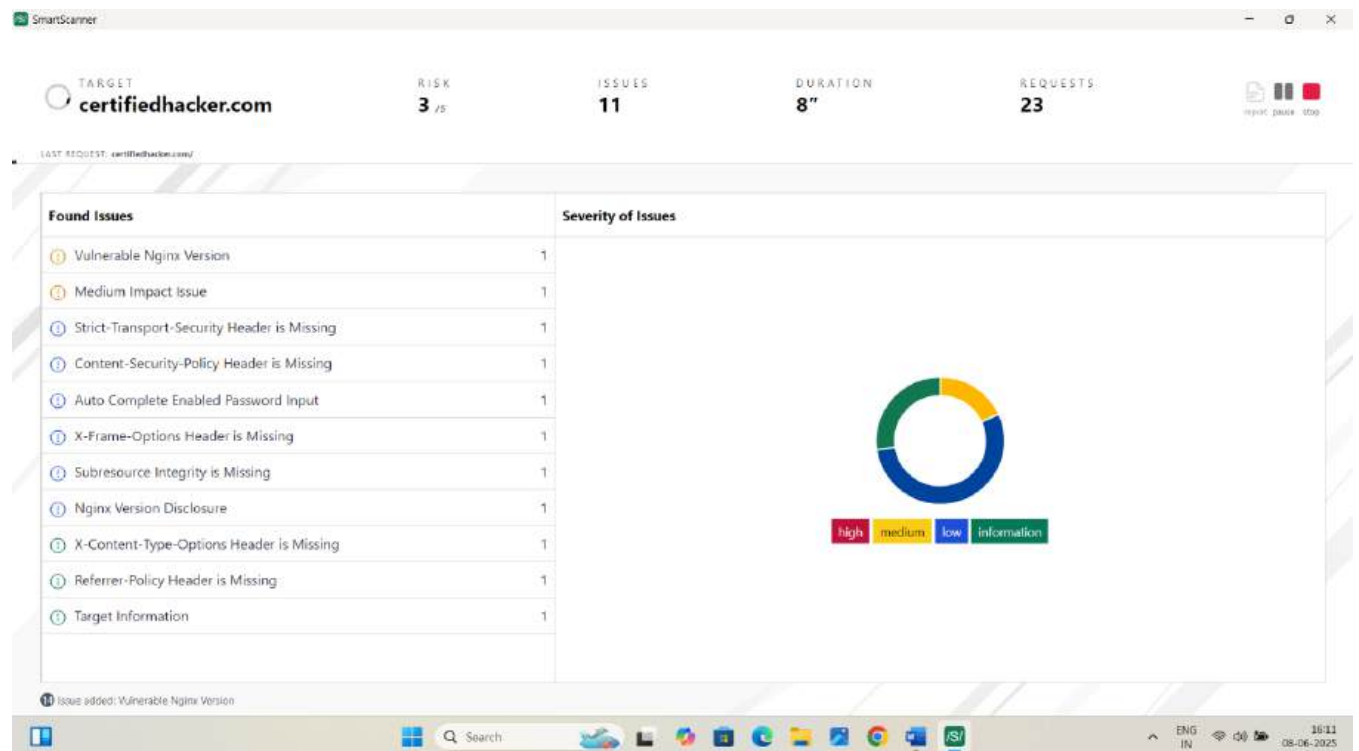 SmartScanner
TARGET
certifiedhacker.com
RISK
3 /5
ISSUES
11
DURATION
8"
REQUESTS
23
report pause stop
LAST REQUEST: certifiedhacker.com/
Found Issues
Vulnerable Nginx Version 1
Medium Impact Issue 1
Strict-Transport-Security Header is Missing 1
Content-Security-Policy Header is Missing 1
Auto Complete Enabled Password Input 1
X-Frame-Options Header is Missing 1
Subresource Integrity is Missing 1
Nginx Version Disclosure 1
X-Content-Type-Options Header is Missing 1
Referrer-Policy Header is Missing 1
Target Information 1
Severity of Issues
high medium low information
Issue added: Vulnerable Nginx Version
Search
/S/
ENG
IN
16:11
08-06-2025